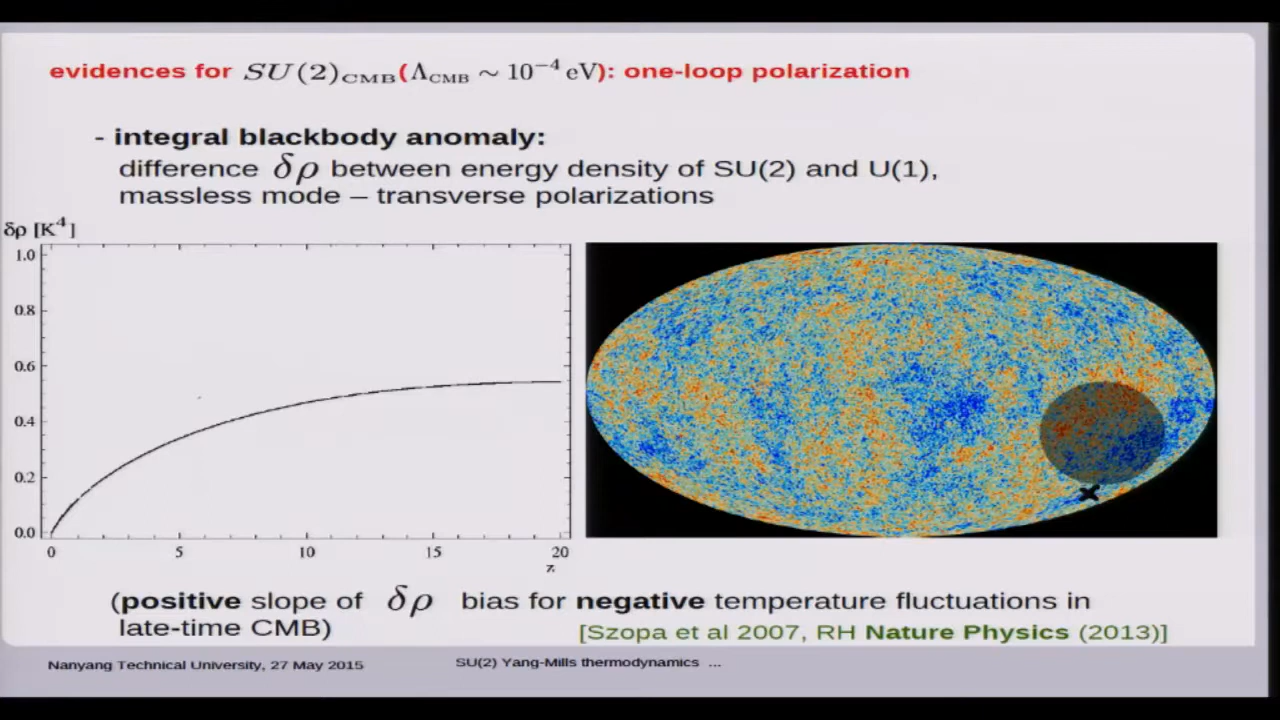 evidences for SU(2)CMB(ΛCMB ∼ 10⁻⁴ eV): one-loop polarization
- integral blackbody anomaly:
difference δρ between energy density of SU(2) and U(1),
massless mode – transverse polarizations
δρ [K⁴]
1.0
0.8
0.6
0.4
0.2
0.0
0 5 10 15 20
z
(positive slope of δρ bias for negative temperature fluctuations in
late-time CMB)
[Szopa et al 2007, RH Nature Physics (2013)]
Nanyang Technical University, 27 May 2015
SU(2) Yang-Mills thermodynamics ...